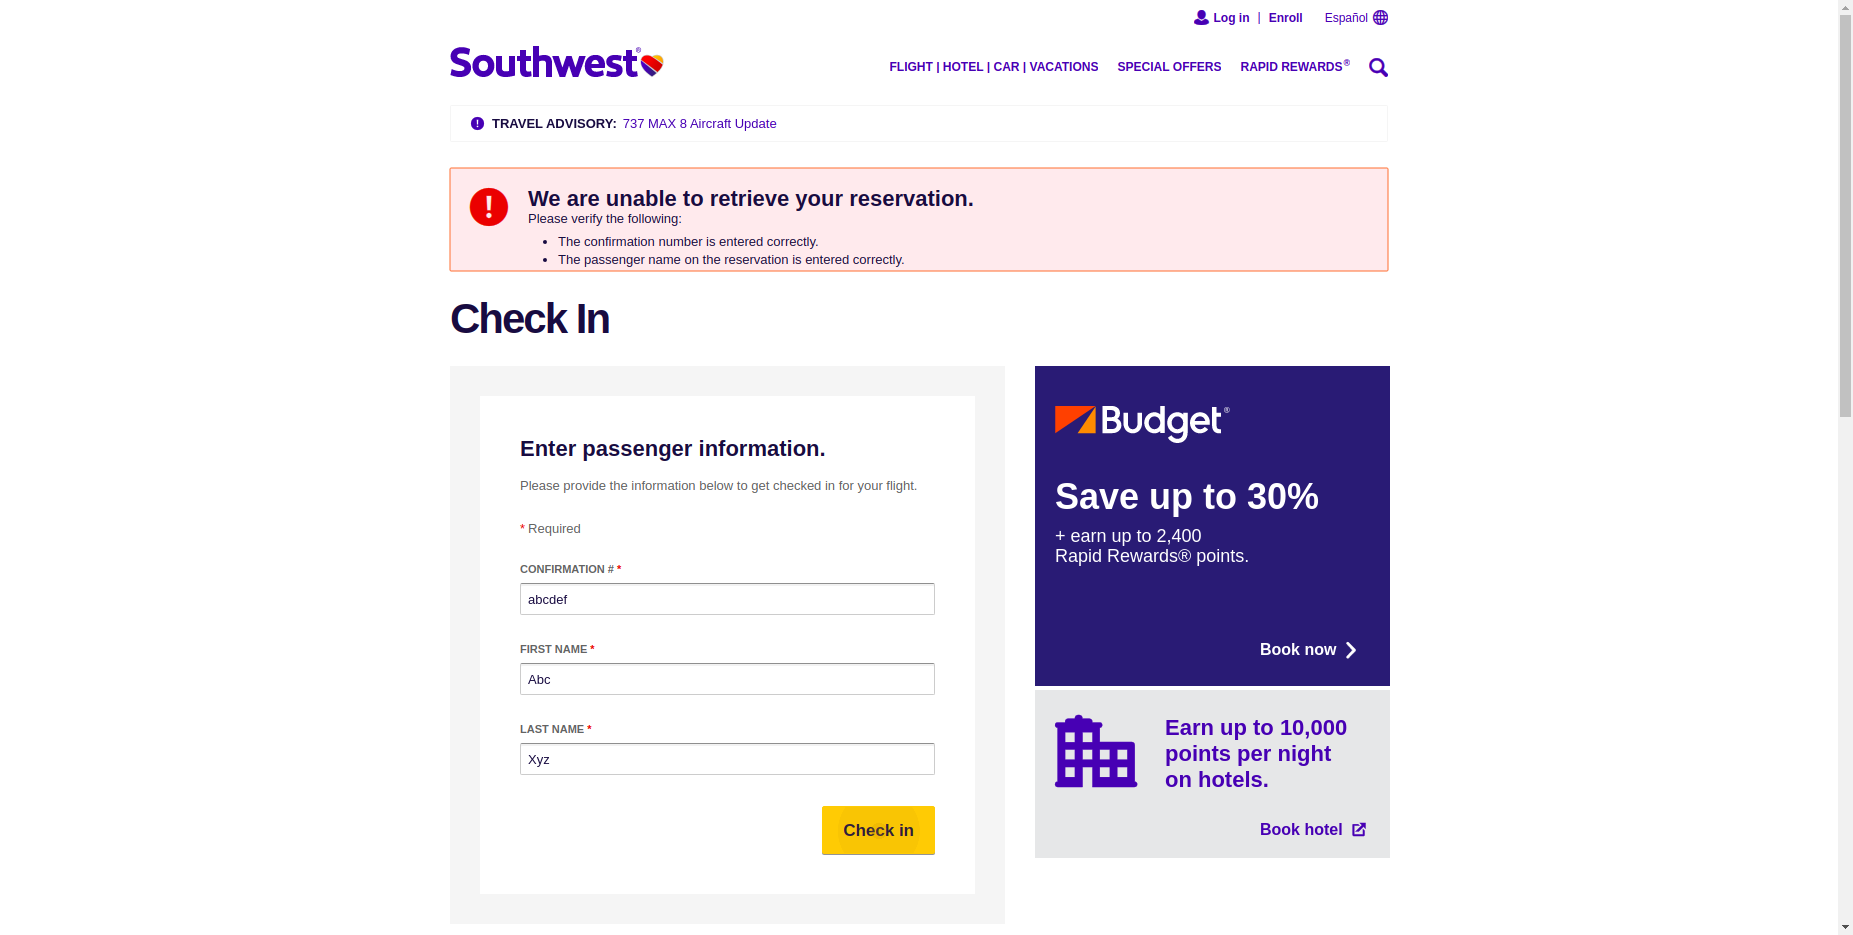 Log in | Enroll Español
Southwest®
FLIGHT | HOTEL | CAR | VACATIONS SPECIAL OFFERS RAPID REWARDS®
TRAVEL ADVISORY: 737 MAX 8 Aircraft Update
We are unable to retrieve your reservation.
Please verify the following:
• The confirmation number is entered correctly.
• The passenger name on the reservation is entered correctly.
Check In
Enter passenger information.
Please provide the information below to get checked in for your flight.
* Required
CONFIRMATION # *
abcdef
FIRST NAME *
Abc
LAST NAME *
Xyz
Check in
Budget®
Save up to 30%
+ earn up to 2,400
Rapid Rewards® points.
Book now
Earn up to 10,000
points per night
on hotels.
Book hotel